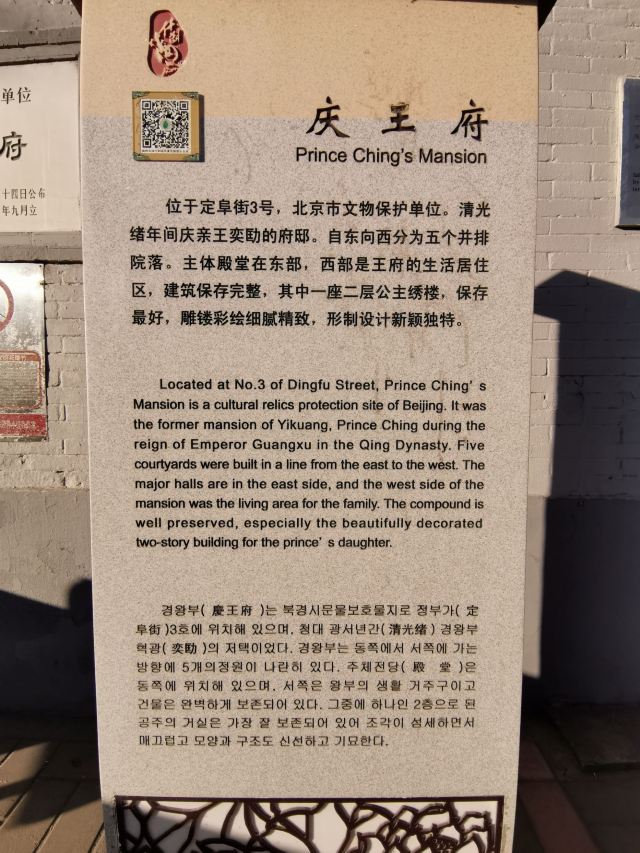 单位
府
十四日公布
年九月立
庆王府
Prince Ching's Mansion
位于定阜街3号，北京市文物保护单位。清光
绪年间庆亲王奕劻的府邸。自东向西分为五个并排
院落。主体殿堂在东部，西部是王府的生活居住
区，建筑保存完整，其中一座二层公主绣楼，保存
最好，雕镂彩绘细腻精致，形制设计新颖独特。
Located at No.3 of Dingfu Street, Prince Ching's
Mansion is a cultural relics protection site of Beijing. It was
the former mansion of Yikuang, Prince Ching during the
reign of Emperor Guangxu in the Qing Dynasty. Five
courtyards were built in a line from the east to the west. The
major halls are in the east side, and the west side of the
mansion was the living area for the family. The compound is
well preserved, especially the beautifully decorated
two-story building for the prince's daughter.
경왕부(慶王府)는 북경시문물보호물지로 정부가(定
阜街)3호에 위치해 있으며, 청대 광서년간(清光绪) 경왕부
혁광(奕劻)의 저택이었다. 경왕부는 동쪽에서 서쪽에 가는
방향에 5개의정원이 나란히 있다. 주체전당(殿 堂)은
동쪽에 위치해 있으며, 서쪽은 왕부의 생활 거주구이고
건물은 완벽하게 보존되어 있다. 그중에 하나인 2층으로 된
공주의 거실은 가장 잘 보존되어 있어 조각이 섬세하면서
매끄럽고 모양과 구조도 신선하고 기묘한다.